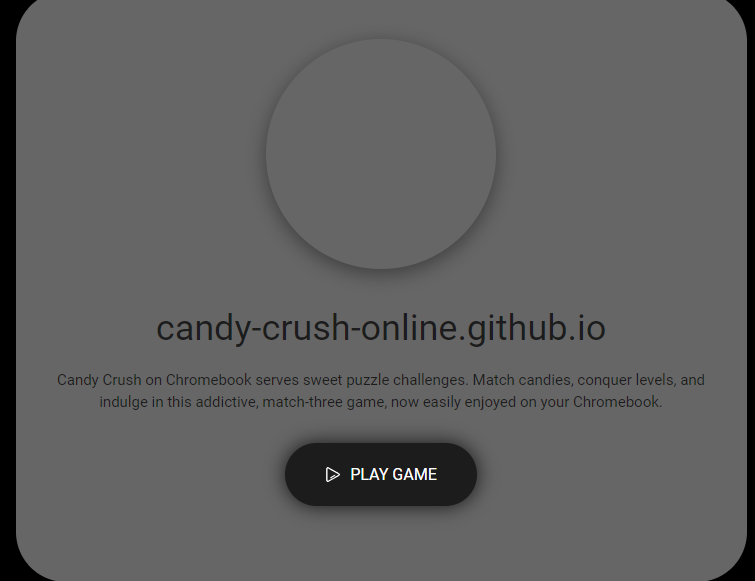 candy-crush-online.github.io
Candy Crush on Chromebook serves sweet puzzle challenges. Match candies, conquer levels, and
indulge in this addictive, match-three game, now easily enjoyed on your Chromebook.
PLAY GAME